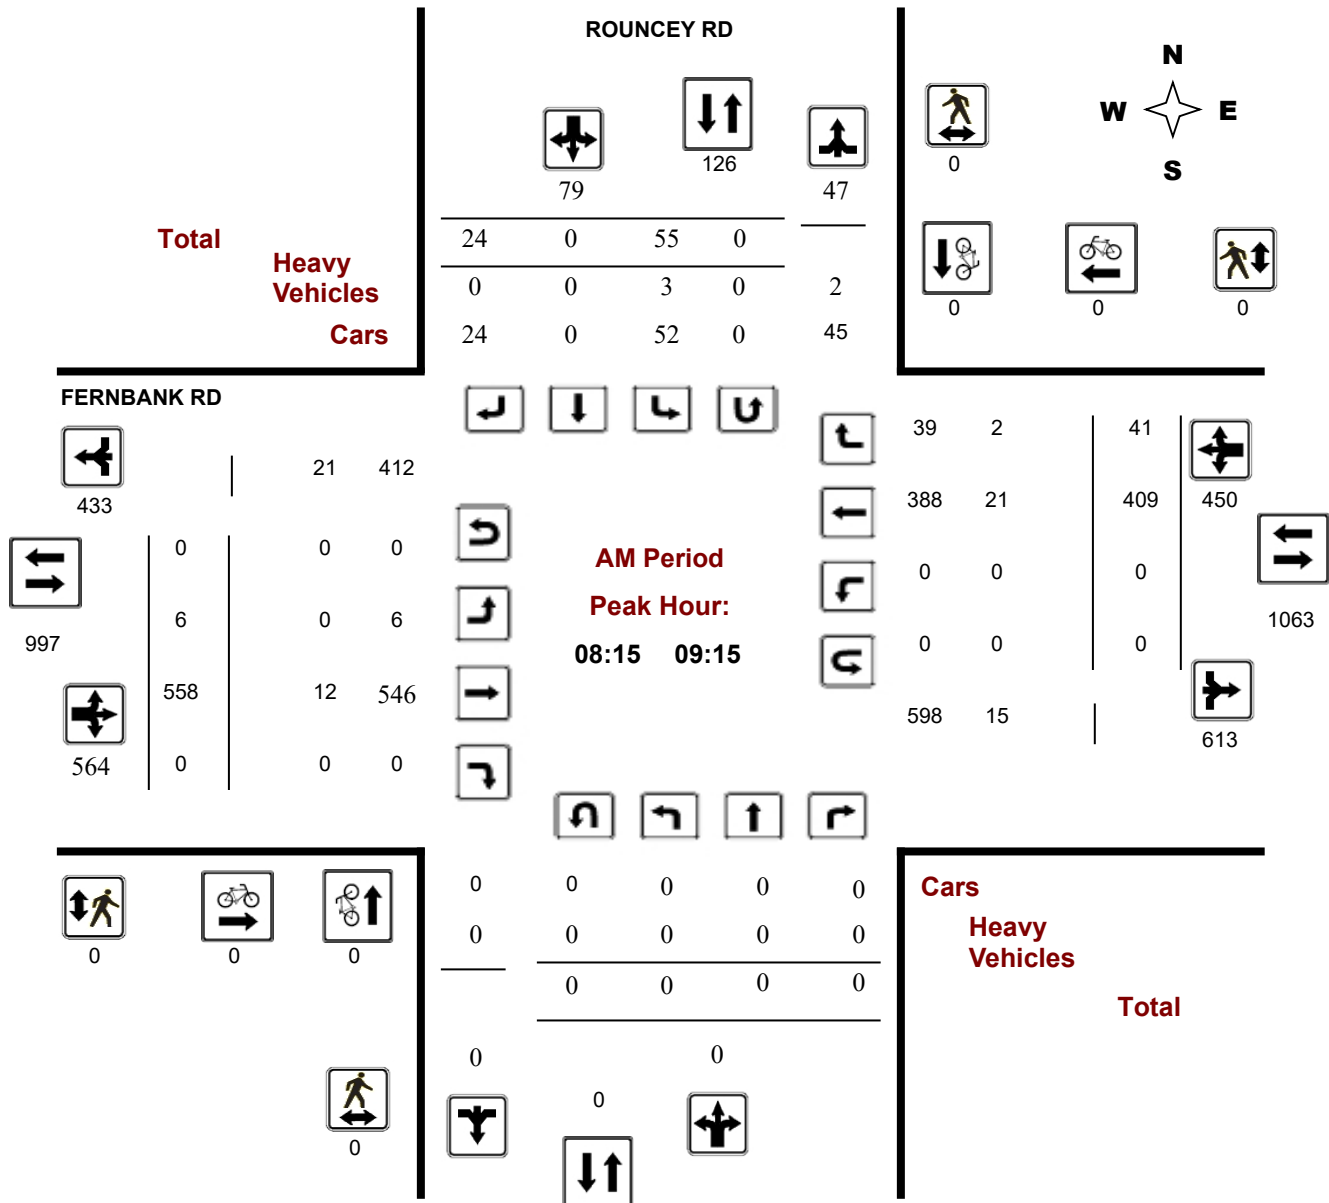 ROUNCEY RD
N
W E
S
79
126
47
0
Total
24 0 55 0
Heavy
Vehicles
0 0 3 0 2
Cars
24 0 52 0 45
0 0 0
FERNBANK RD
433
21 412
997
0 0 0
6 0 6
558 12 546
564
0 0 0
AM Period
Peak Hour:
08:15 09:15
39 2 41
388 21 409
450
0 0 0
0 0 0
1063
598 15
613
0 0 0
0
0 0 0 0 0
0 0 0 0 0
0 0 0 0
0 0
0
Cars
Heavy
Vehicles
Total